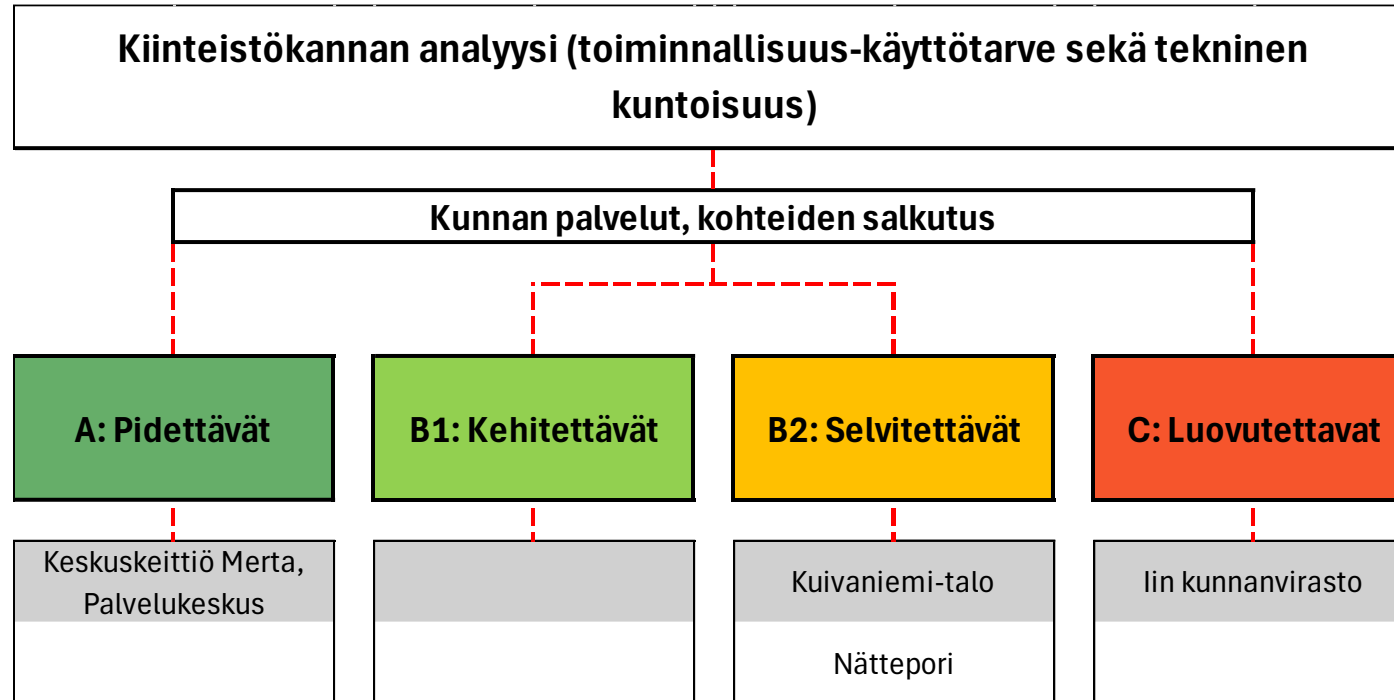 Kiinteistökannan analyysi (toiminnallisuus-käyttötarve sekä tekninen
kuntoisuus)
Kunnan palvelut, kohteiden salkutus
A: Pidettävät
B1: Kehitettävät
B2: Selvitettävät
C: Luovutettavat
Keskuskeittiö Merta,
Palvelukeskus
Kuivaniemi-talo
Iin kunnanvirasto
Nättepori